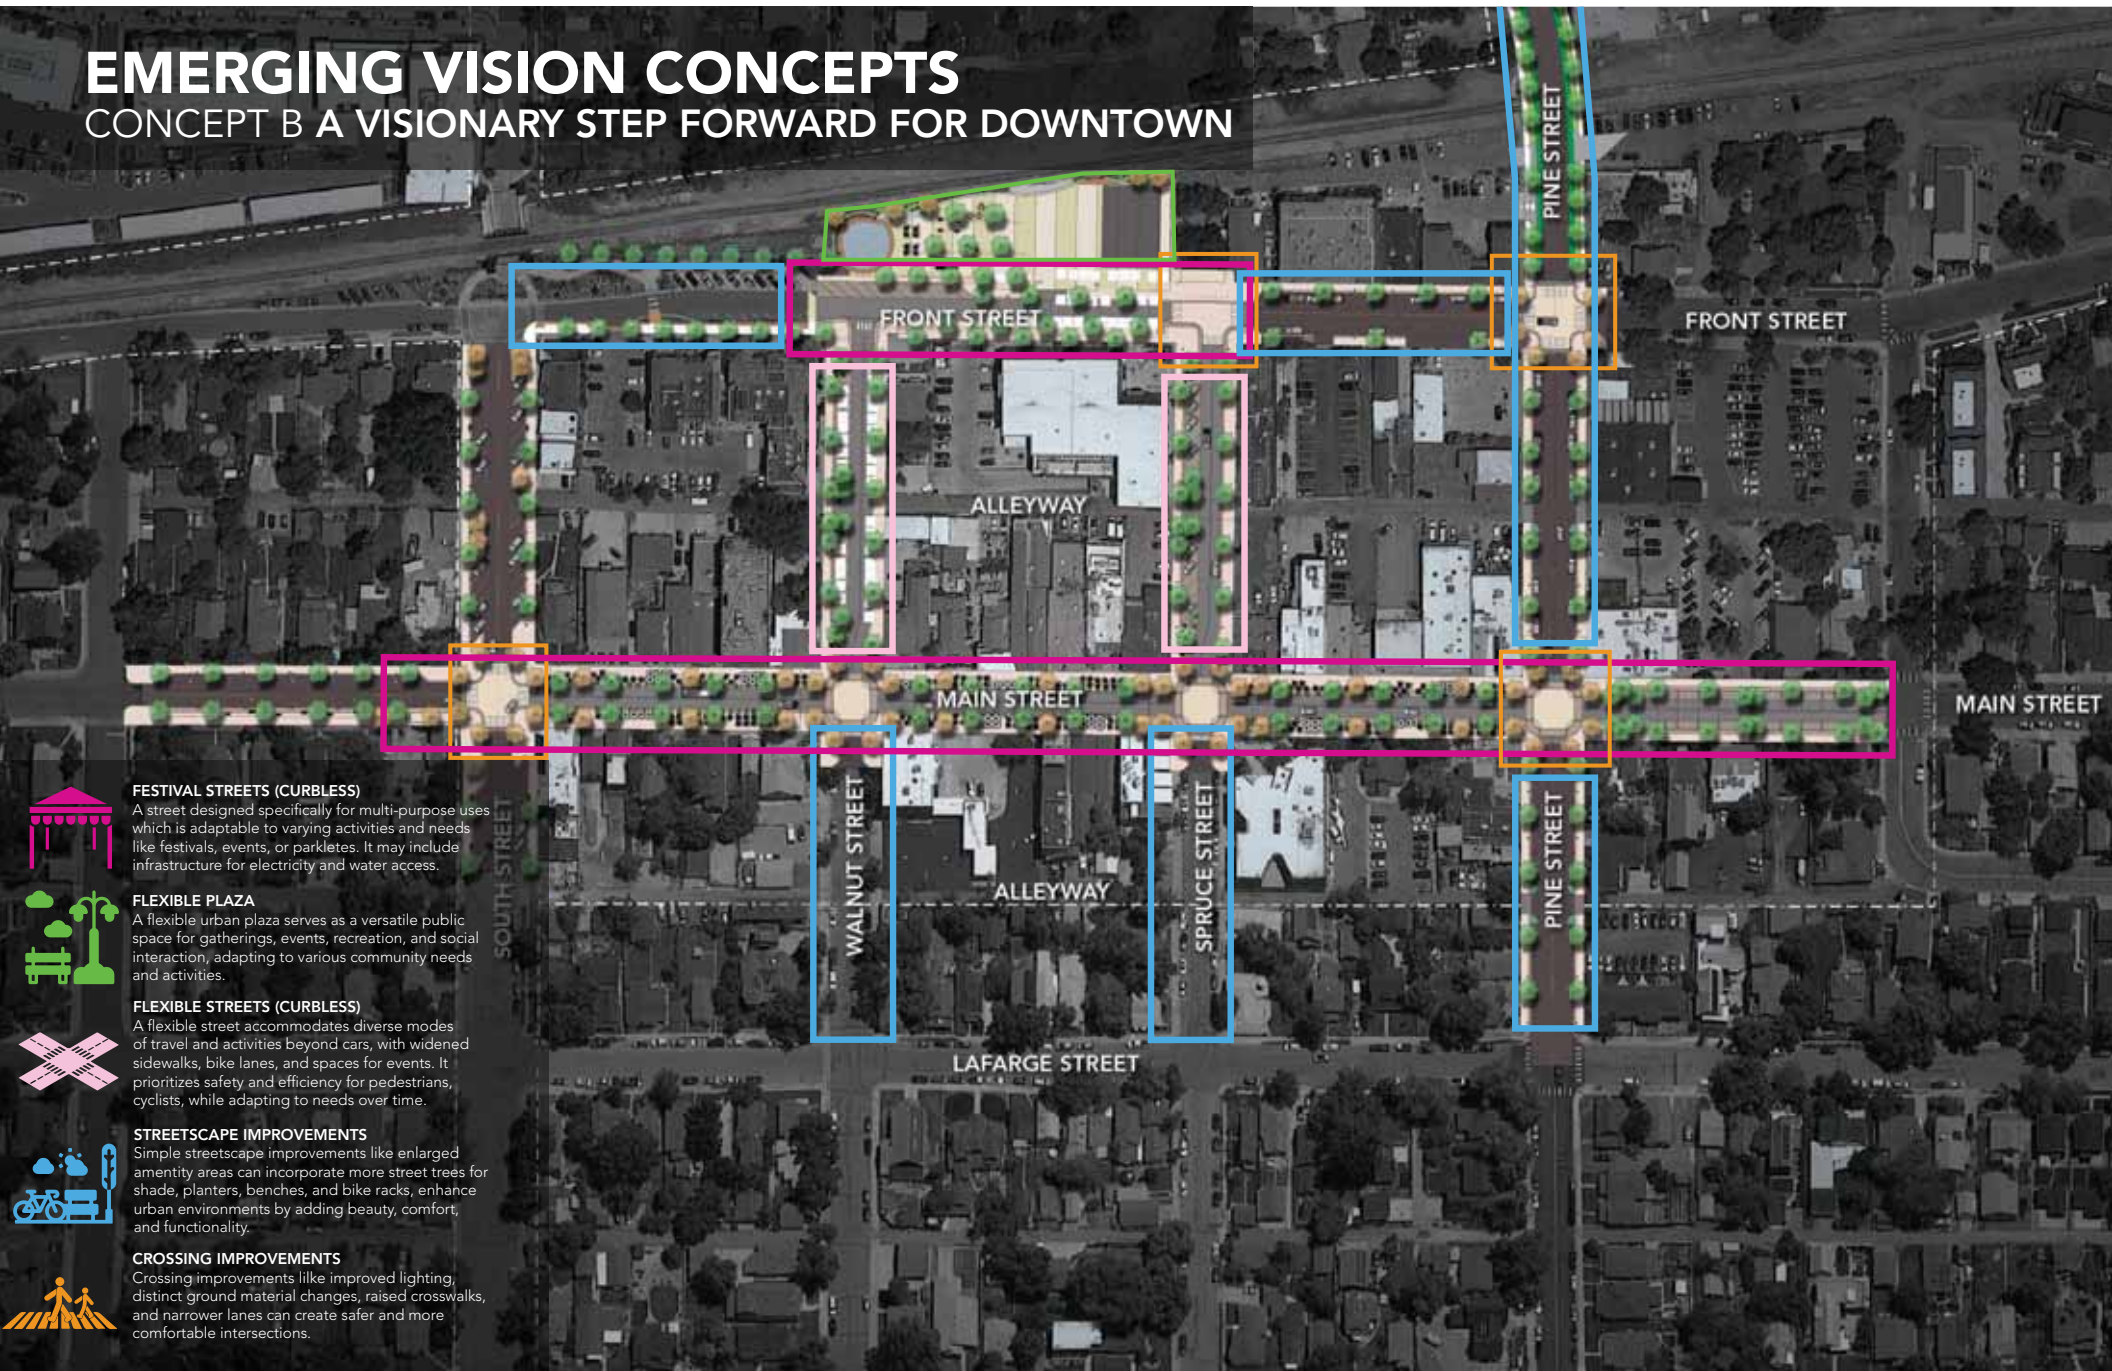 EMERGING VISION CONCEPTS
CONCEPT B A VISIONARY STEP FORWARD FOR DOWNTOWN
PINE STREET
FRONT STREET
FRONT STREET
ALLEYWAY
MAIN STREET
MAIN STREET
SOUTH STREET
WALNUT STREET
SPRUCE STREET
PINE STREET
ALLEYWAY
LAFARGE STREET
FESTIVAL STREETS (CURBLESS)
A street designed specifically for multi-purpose uses
which is adaptable to varying activities and needs
like festivals, events, or parkletes. It may include
infrastructure for electricity and water access.
FLEXIBLE PLAZA
A flexible urban plaza serves as a versatile public
space for gatherings, events, recreation, and social
interaction, adapting to various community needs
and activities.
FLEXIBLE STREETS (CURBLESS)
A flexible street accommodates diverse modes
of travel and activities beyond cars, with widened
sidewalks, bike lanes, and spaces for events. It
prioritizes safety and efficiency for pedestrians,
cyclists, while adapting to needs over time.
STREETSCAPE IMPROVEMENTS
Simple streetscape improvements like enlarged
amentity areas can incorporate more street trees for
shade, planters, benches, and bike racks, enhance
urban environments by adding beauty, comfort,
and functionality.
CROSSING IMPROVEMENTS
Crossing improvements lilke improved lighting,
distinct ground material changes, raised crosswalks,
and narrower lanes can create safer and more
comfortable intersections.